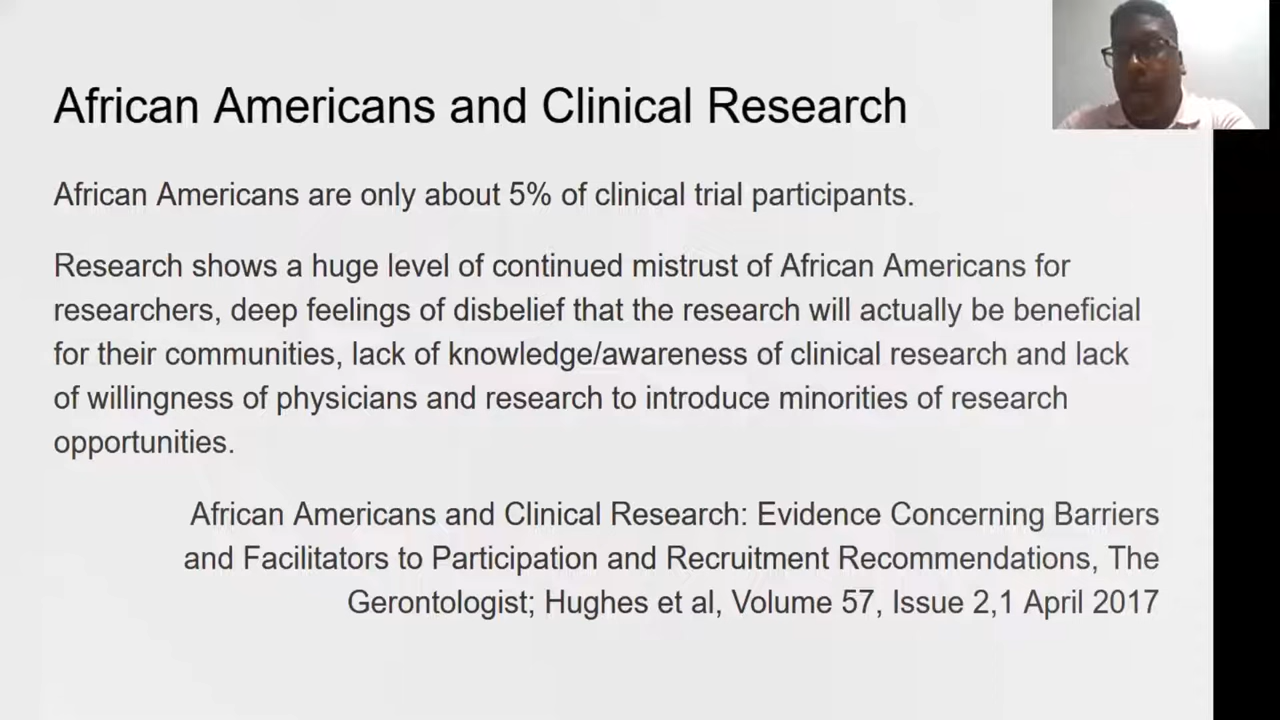 African Americans and Clinical Research
African Americans are only about 5% of clinical trial participants.
Research shows a huge level of continued mistrust of African Americans for
researchers, deep feelings of disbelief that the research will actually be beneficial
for their communities, lack of knowledge/awareness of clinical research and lack
of willingness of physicians and research to introduce minorities of research
opportunities.
African Americans and Clinical Research: Evidence Concerning Barriers
and Facilitators to Participation and Recruitment Recommendations, The
Gerontologist; Hughes et al, Volume 57, Issue 2,1 April 2017